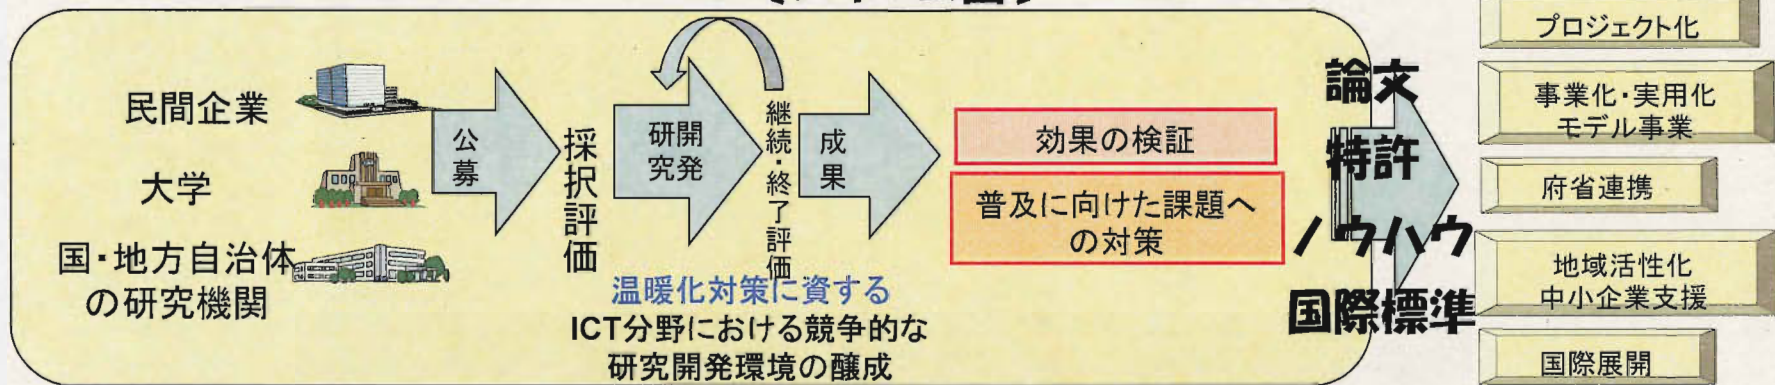 民間企業
大学
国・地方自治体
の研究機関
公募
採択評価
研究開発
継続・終了評価
成果
温暖化対策に資する
ICT分野における競争的な
研究開発環境の醸成
効果の検証
普及に向けた課題へ
の対策
論文
特許
ノウハウ
国際標準
プロジェクト化
事業化・実用化
モデル事業
府省連携
地域活性化
中小企業支援
国際展開